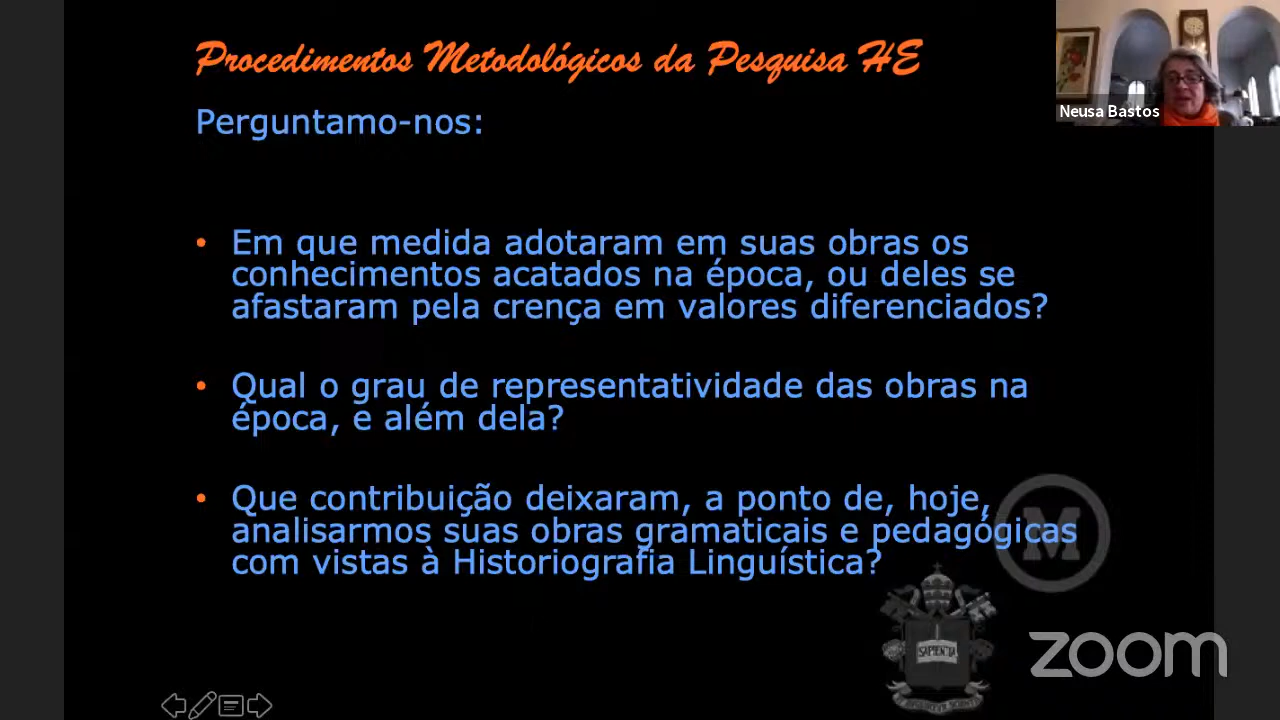 Procedimentos Metodológicos da Pesquisa HE
Neusa Bastos
Perguntamo-nos:
• Em que medida adotaram em suas obras os
conhecimentos acatados na época, ou deles se
afastaram pela crença em valores diferenciados?
• Qual o grau de representatividade das obras na
época, e além dela?
• Que contribuição deixaram, a ponto de, hoje,
analisarmos suas obras gramaticais e pedagógicas
com vistas à Historiografia Linguística?
M
SAPIENTIA
zoom